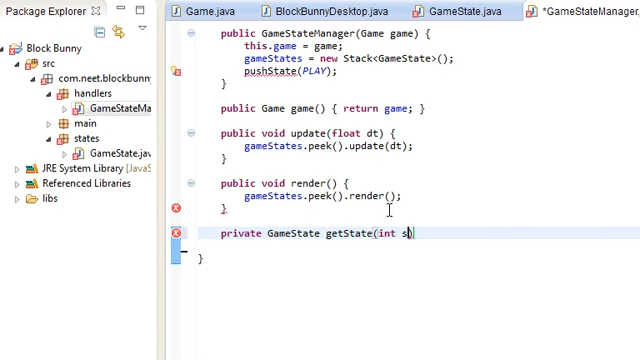 Package Explorer
Game.java
BlockBunnyDesktop.java
GameState.java
*GameStateManager.
Block Bunny
src
com.neet.blockbunny
handlers
GameStateMa
main
states
GameState.jav
JRE System Library [JavaS
Referenced Libraries
libs
public GameStateManager(Game game) {
this.game = game;
gameStates = new Stack<GameState>();
pushState(PLAY);
}
public Game game() { return game; }
public void update(float dt) {
gameStates.peek().update(dt);
}
public void render() {
gameStates.peek().render();
}
private GameState getState(int s)
}